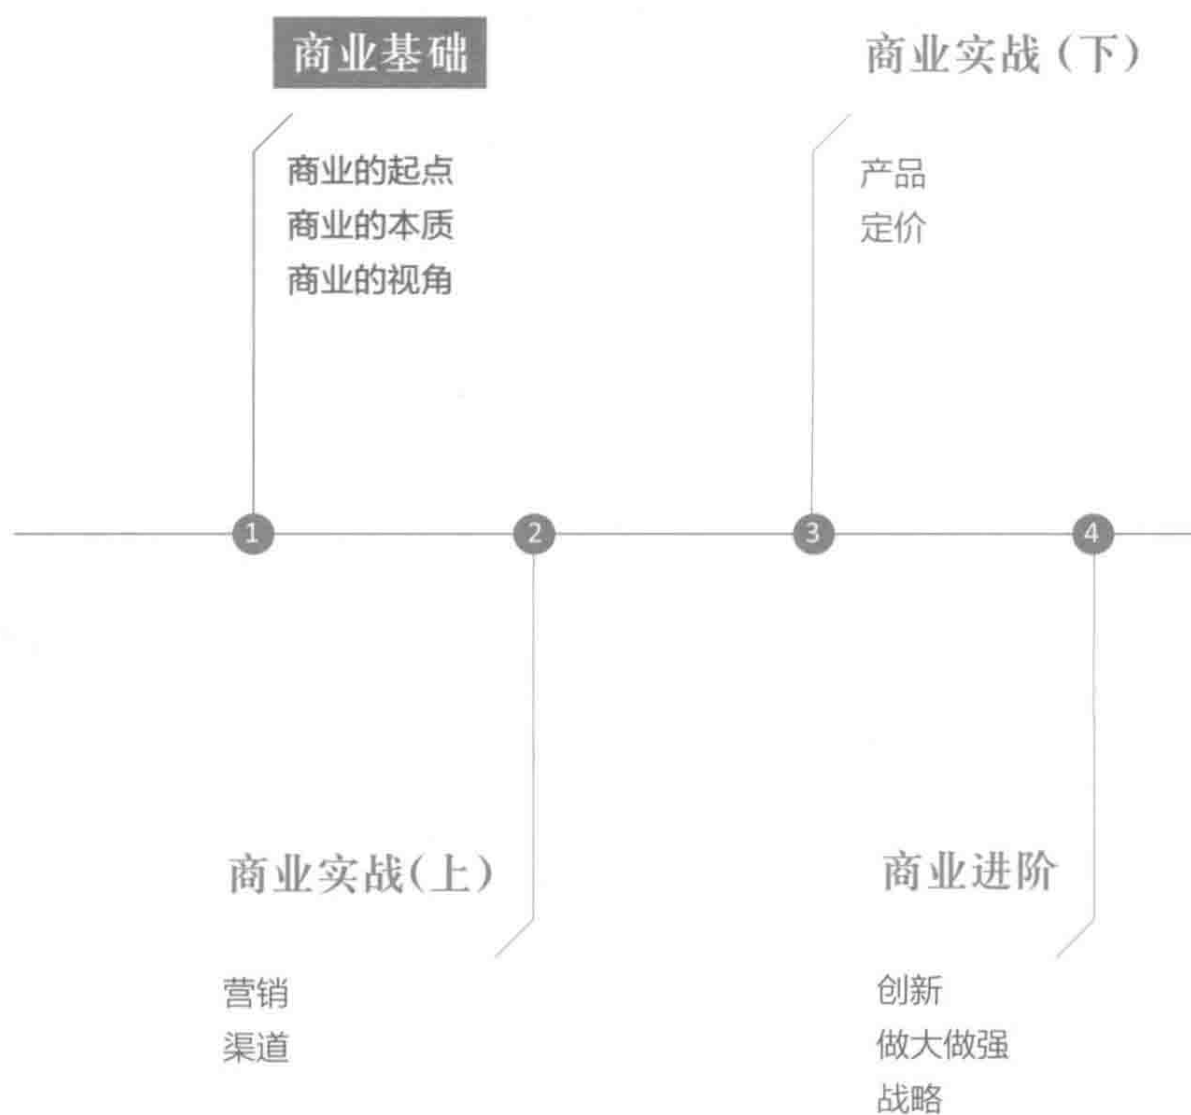 商业基础
商业的起点
商业的本质
商业的视角
商业实战（下）
产品
定价
1
2
3
4
商业实战(上)
营销
渠道
商业进阶
创新
做大做强
战略